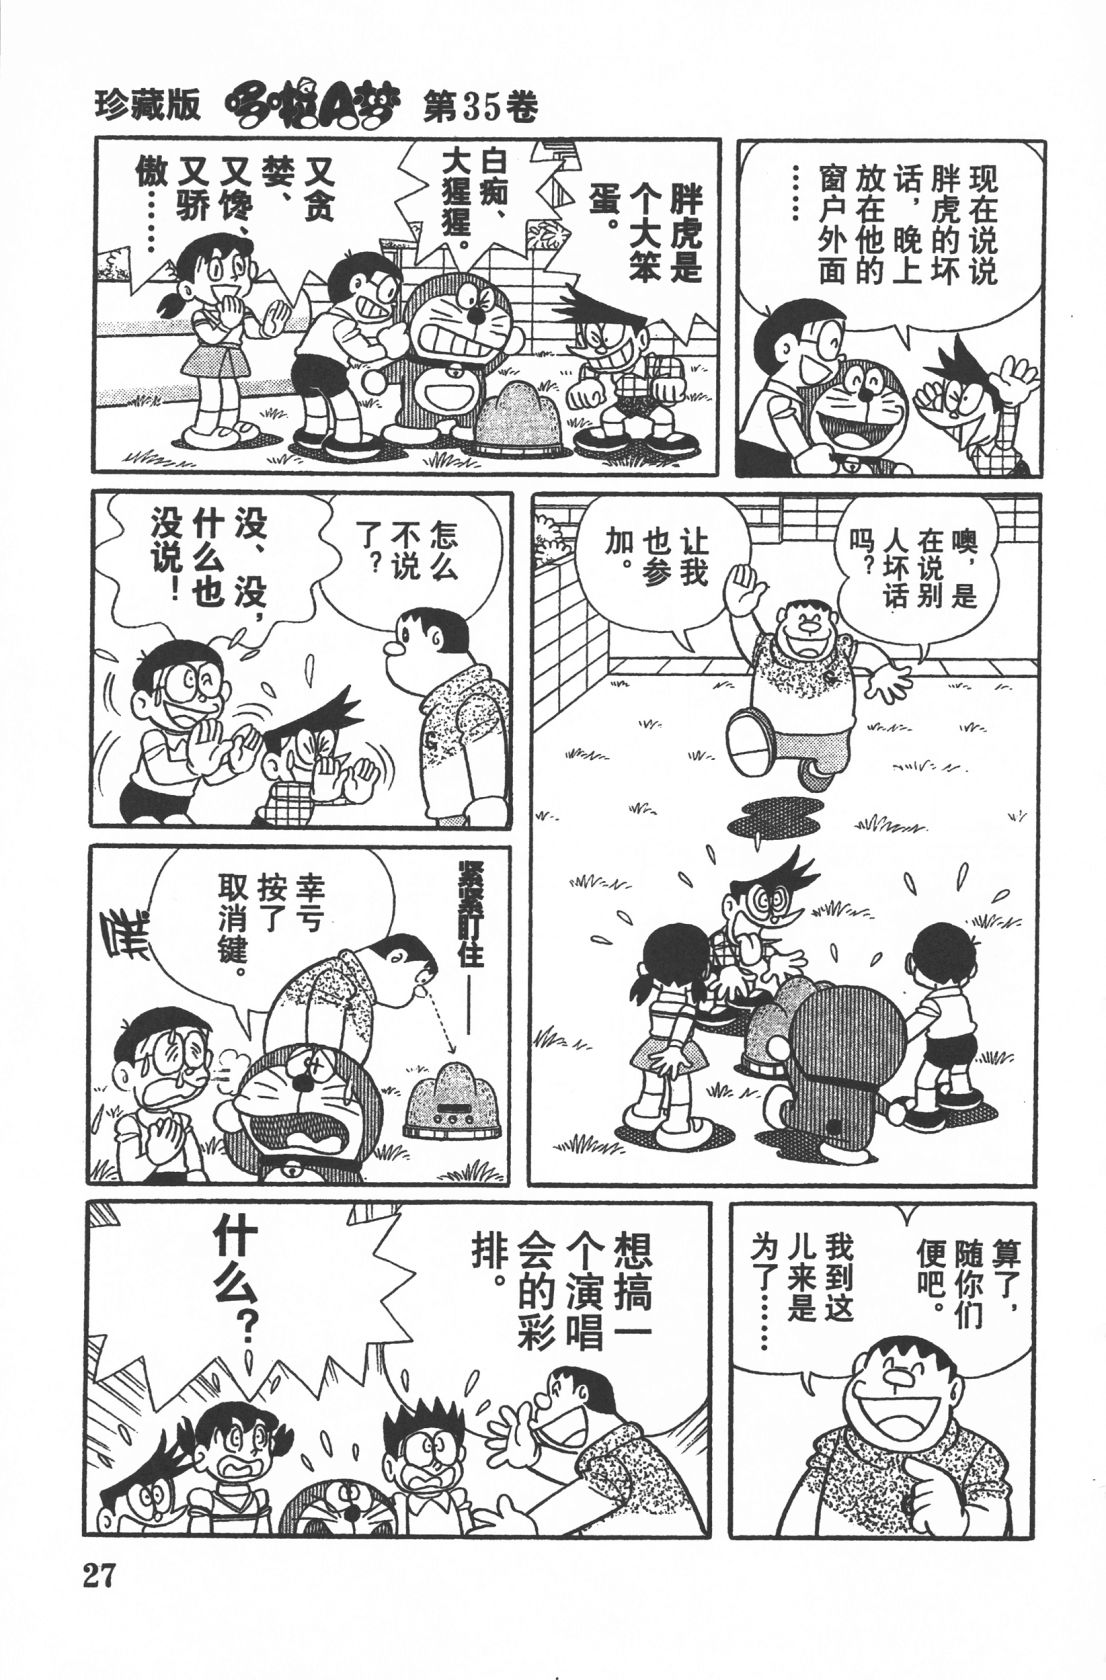 珍藏版 哆啦A梦 第35卷
现在说说
胖虎的坏
话，晚上
放在他的
窗户外面
……
胖虎是
个大笨
蛋。
白痴、
大猩猩。
又贪
婪、
又馋、
又骄
傲……
噢，是
在说别
人坏话
吗？
让我
也参
加。
怎么
不说
了？
没、没，
什么也
没说！
紧紧盯住——
幸亏
按了
取消键。
噗
算了，
随你们
便吧。
我到这
儿来是
为了……
想搞一
个演唱
会的彩
排。
什么？
27